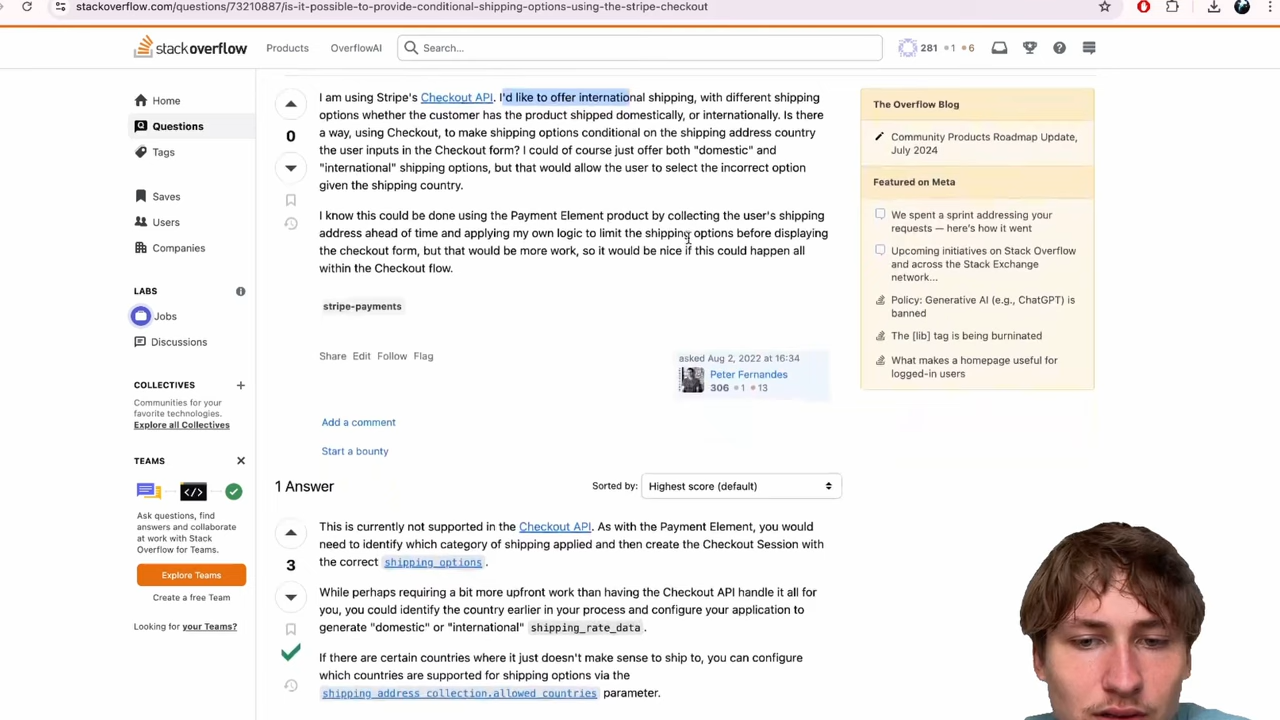 stackoverflow.com/questions/73210887/is-it-possible-to-provide-conditional-shipping-options-using-the-stripe-checkout
stackoverflow
Products
OverflowAI
Search...
281 1 6
Home
Questions
Tags
Saves
Users
Companies
LABS
Jobs
Discussions
COLLECTIVES
Communities for
your favorite
technologies.
Explore all Collectives
TEAMS
Ask questions, find
answers and collaborate
at work with Stack
Overflow for Teams.
Explore Teams
Create a free Team
Looking for your Teams?
0
I am using Stripe's Checkout API. I'd like to offer international shipping, with different shipping
options whether the customer has the product shipped domestically, or internationally. Is there
a way, using Checkout, to make shipping options conditional on the shipping address country
the user inputs in the Checkout form? I could of course just offer both "domestic" and
"international" shipping options, but that would allow the user to select the incorrect option
given the shipping country.
I know this could be done using the Payment Element product by collecting the user's shipping
address ahead of time and applying my own logic to limit the shipping options before displaying
the checkout form, but that would be more work, so it would be nice if this could happen all
within the Checkout flow.
stripe-payments
Share Edit Follow Flag
asked Aug 2, 2022 at 16:34
Peter Fernandes
306 1 13
Add a comment
Start a bounty
1 Answer
Sorted by:
Highest score (default)
3
This is currently not supported in the Checkout API. As with the Payment Element, you would
need to identify which category of shipping applied and then create the Checkout Session with
the correct shipping_options.
While perhaps requiring a bit more upfront work than having the Checkout API handle it all for
you, you could identify the country earlier in your process and configure your application to
generate "domestic" or "international" shipping_rate_data.
If there are certain countries where it just doesn't make sense to ship to, you can configure
which countries are supported for shipping options via the
shipping_address_collection.allowed_countries parameter.
The Overflow Blog
Community Products Roadmap Update,
July 2024
Featured on Meta
We spent a sprint addressing your
requests — here's how it went
Upcoming initiatives on Stack Overflow
and across the Stack Exchange
network...
Policy: Generative AI (e.g., ChatGPT) is
banned
The [lib] tag is being burninated
What makes a homepage useful for
logged-in users